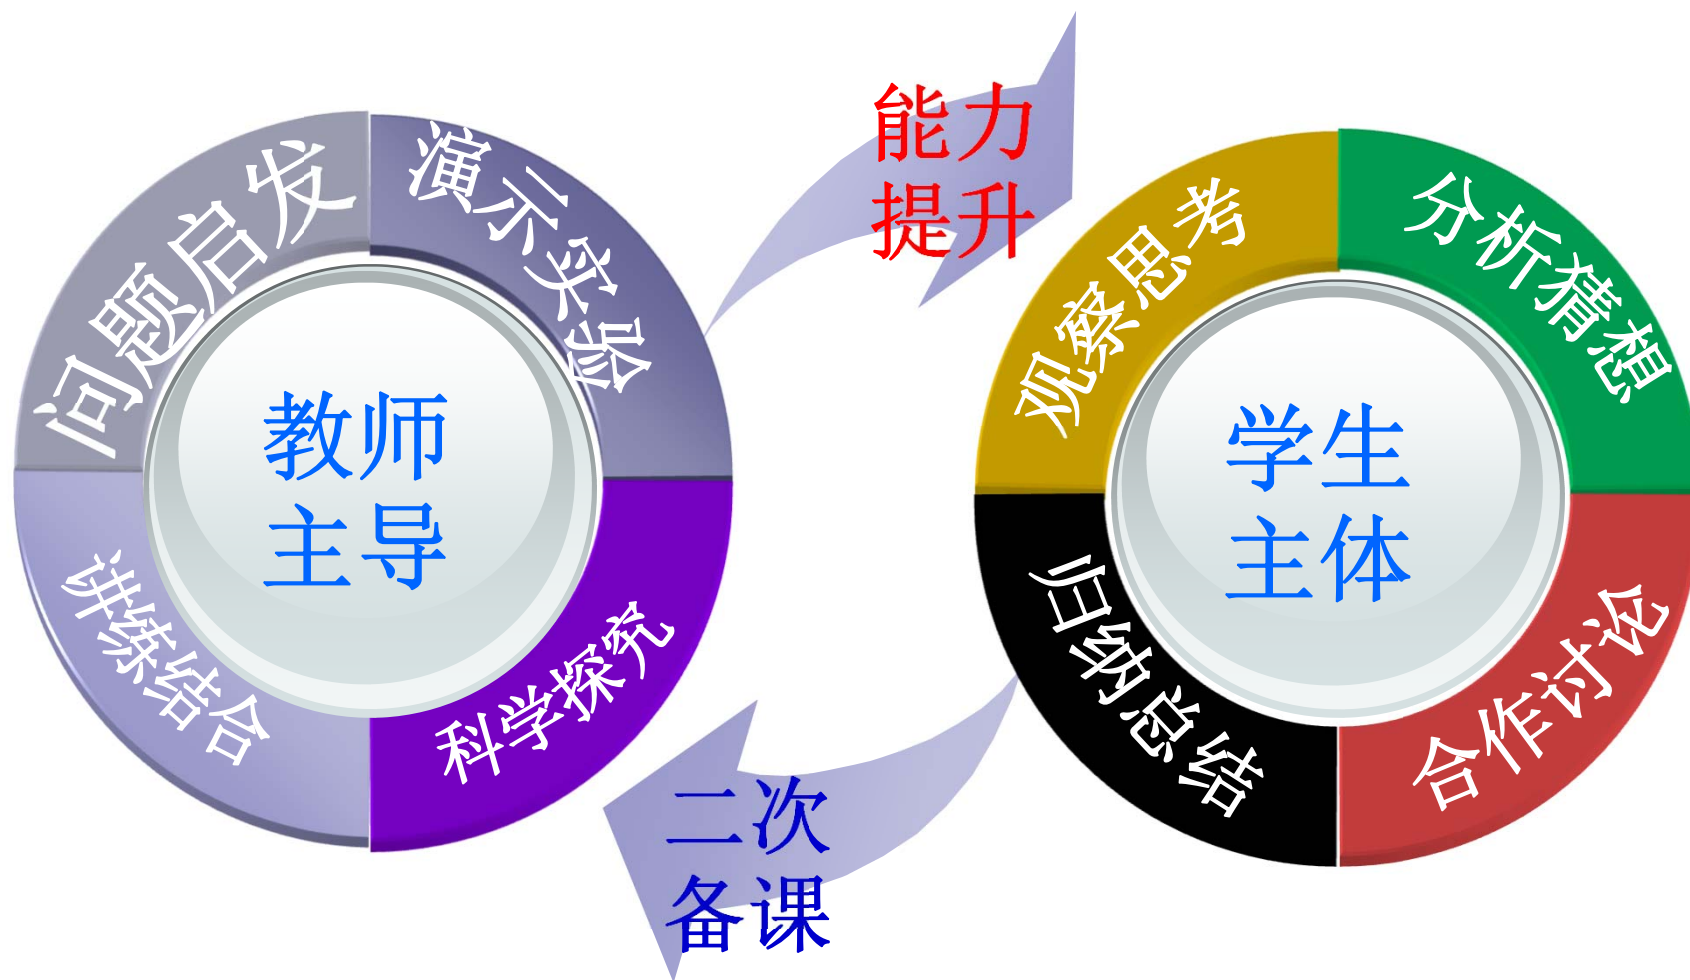 问题启发
演示实验
讲练结合
科学探究
教师
主导
能力
提升
观察思考
分析猜想
归纳总结
合作讨论
学生
主体
二次
备课